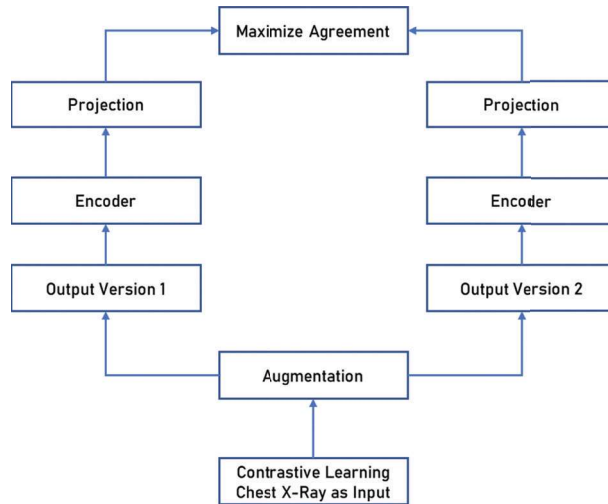 Maximize Agreement
Projection
Projection
Encoder
Encoder
Output Version 1
Output Version 2
Augmentation
Contrastive Learning
Chest X-Ray as Input